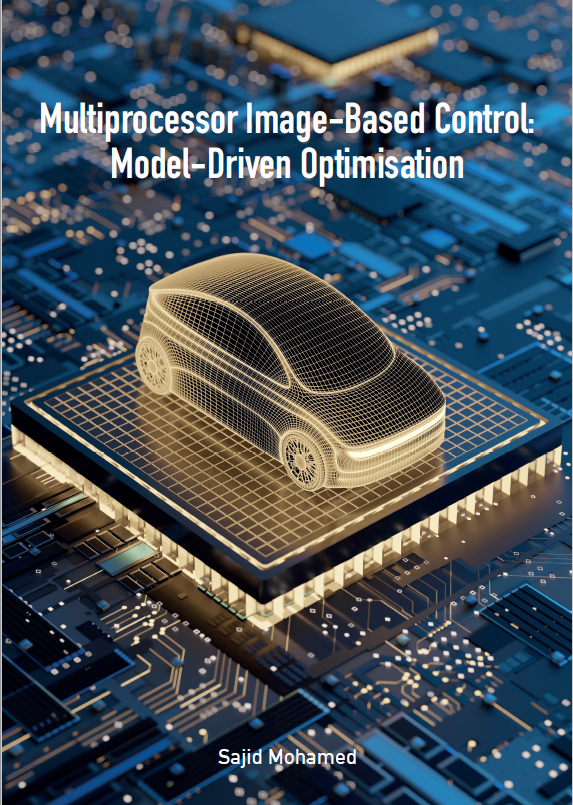 Multiprocessor Image-Based Control:
Model-Driven Optimisation
Sajid Mohamed